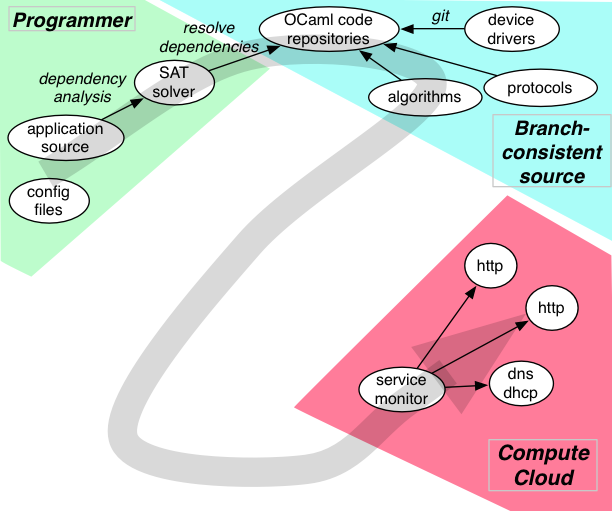 Programmer
resolve
dependencies
OCaml code
repositories
git
device
drivers
SAT
solver
dependency
analysis
algorithms
protocols
application
source
Branch-
consistent
source
config
files
http
http
service
monitor
dns
dhcp
Compute
Cloud